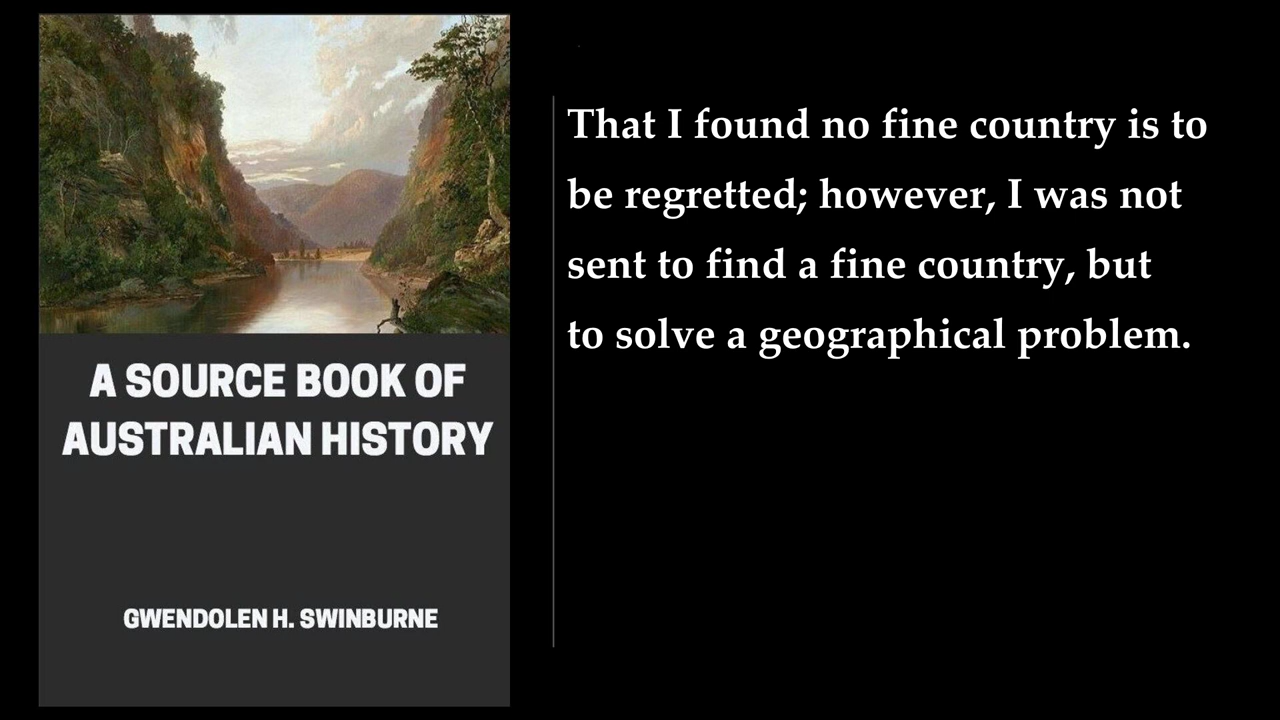 A SOURCE BOOK OF
AUSTRALIAN HISTORY
GWENDOLEN H. SWINBURNE
That I found no fine country is to
be regretted; however, I was not
sent to find a fine country, but
to solve a geographical problem.